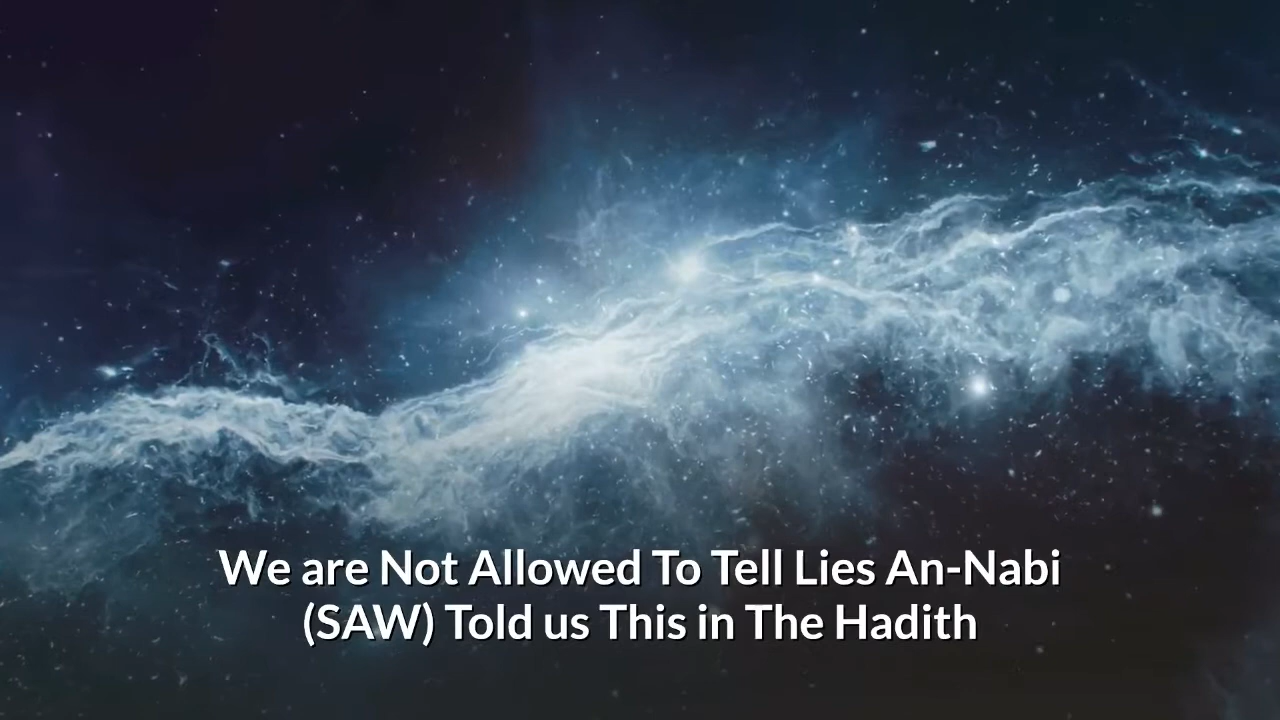 We are Not Allowed To Tell Lies An-Nabi
(SAW) Told us This in The Hadith